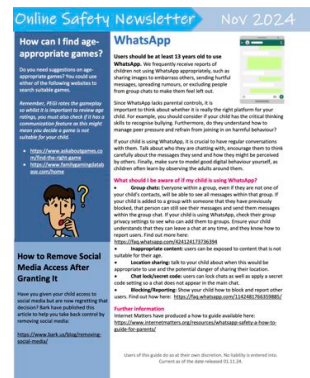 Online Safety Newsletter
Nov 2024
How can I find age-
appropriate games?
Do you need suggestions on age-
appropriate games? You could use
either of the following websites to
search suitable games.
Remember, PEGI rates the gameplay
so whilst it is important to review age
ratings, you must also check if it has a
communication feature as this might
mean you decide a game is not
suitable for your child.
• https://www.askaboutgames.co
m/find-the-right-game
• https://www.familygamingdatab
ase.com/home
How to Remove Social
Media Access After
Granting It
Have you given your child access to
social media but are now regretting that
decision? Bark have published this
article to help you take back control by
removing social media:
https://www.bark.us/blog/removing-
social-media/
WhatsApp
Users should be at least 13 years old to use
WhatsApp. We frequently receive reports of
children not using WhatsApp appropriately, such as
sharing images to embarrass others, sending hurtful
messages, spreading rumours, or excluding people
from group chats to make them feel left out.
Since WhatsApp lacks parental controls, it is
important to think about whether it is really the right platform for your
child. For example, you should consider if your child has the critical thinking
skills to recognise bullying. Furthermore, do they understand how to
manage peer pressure and refrain from joining in on harmful behaviour?
If your child is using WhatsApp, it is crucial to have regular conversations
with them. Talk about who they are chatting with, encourage them to think
carefully about the messages they send and how they might be perceived
by others. Finally, make sure to model good digital behaviour yourself, as
children often learn by observing the adults around them.
What should I be aware of if my child is using WhatsApp?
• Group chats: Everyone within a group, even if they are not one of
your child's contacts, will be able to see all messages within that group. If
your child is added to a group with someone that they have previously
blocked, that person can still see their messages and send them messages
within the group chat. If your child is using WhatsApp, check their group
privacy settings to see who can add them to groups. Ensure your child
understands that they can leave a chat at any time, and they know how to
report users. Find out more here:
https://faq.whatsapp.com/424124173736394
• Inappropriate content: users can be exposed to content that is not
suitable for their age.
• Location sharing: talk to your child about when this would be
appropriate to use and the potential danger of sharing their location.
• Chat lock/secret code: users can lock chats as well as apply a secret
code setting so a chat does not appear in the main chat.
• Blocking/Reporting: Show your child how to block and report other
users. Find out now here: https://faq.whatsapp.com/1142481766359885/
Further information
Internet Matters have produced a how to guide available here:
https://www.internetmatters.org/resources/whatsapp-safety-a-how-to-
guide-for-parents/
Users of this guide do so at their own discretion. No liability is entered into.
Current as of the date released 01.11.24.